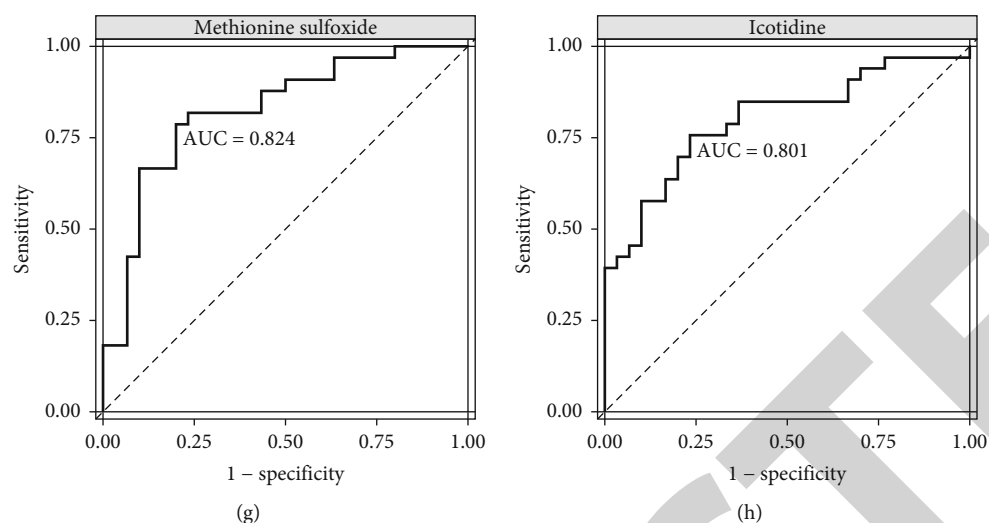 Methionine sulfoxide
1.00
0.75
0.50
0.25
0.00
Sensitivity
AUC = 0.824
0.00 0.25 0.50 0.75 1.00
1 − specificity
(g)
Icotidine
1.00
0.75
0.50
0.25
0.00
Sensitivity
AUC = 0.801
0.00 0.25 0.50 0.75 1.00
1 − specificity
(h)